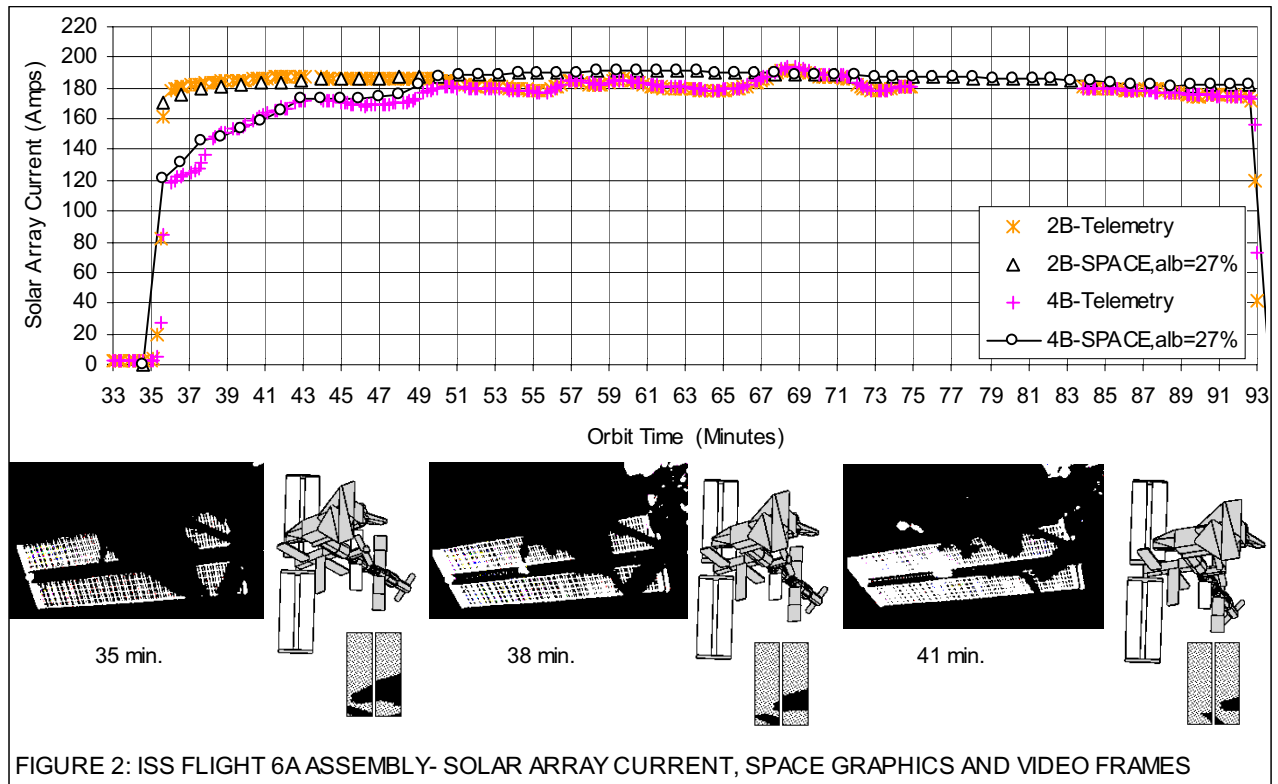 220
200
180
160
140
120
100
80
60
40
20
0
Solar Array Current (Amps)
33 35 37 39 41 43 45 47 49 51 53 55 57 59 61 63 65 67 69 71 73 75 77 79 81 83 85 87 89 91 93
Orbit Time (Minutes)
2B-Telemetry
2B-SPACE,alb=27%
4B-Telemetry
4B-SPACE,alb=27%
35 min.
38 min.
41 min.
FIGURE 2: ISS FLIGHT 6A ASSEMBLY- SOLAR ARRAY CURRENT, SPACE GRAPHICS AND VIDEO FRAMES